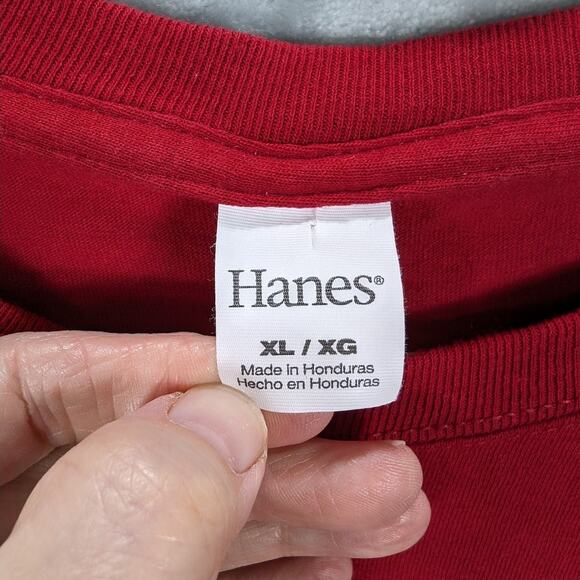 Hanes®
XL / XG
Made in Honduras
Hecho en Honduras